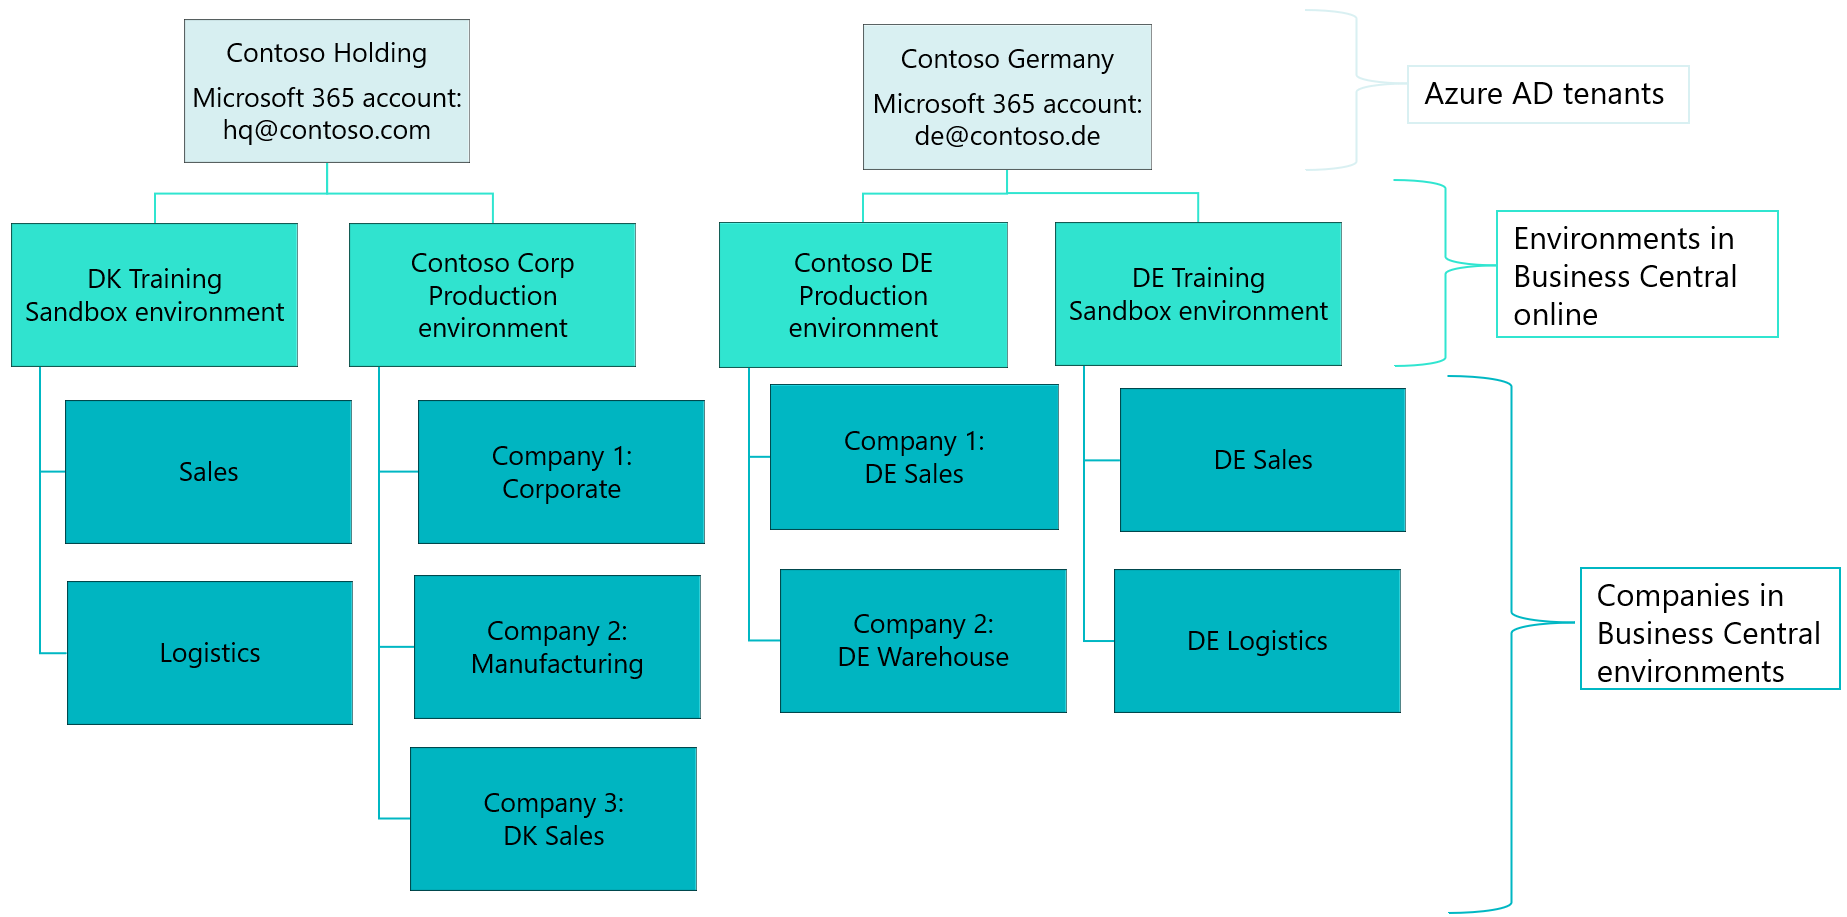 Contoso Holding
Microsoft 365 account:
hq@contoso.com
Contoso Germany
Microsoft 365 account:
de@contoso.de
Azure AD tenants
DK Training
Sandbox environment
Contoso Corp
Production
environment
Contoso DE
Production
environment
DE Training
Sandbox environment
Environments in
Business Central
online
Sales
Logistics
Company 1:
Corporate
Company 2:
Manufacturing
Company 3:
DK Sales
Company 1:
DE Sales
Company 2:
DE Warehouse
DE Sales
DE Logistics
Companies in
Business Central
environments